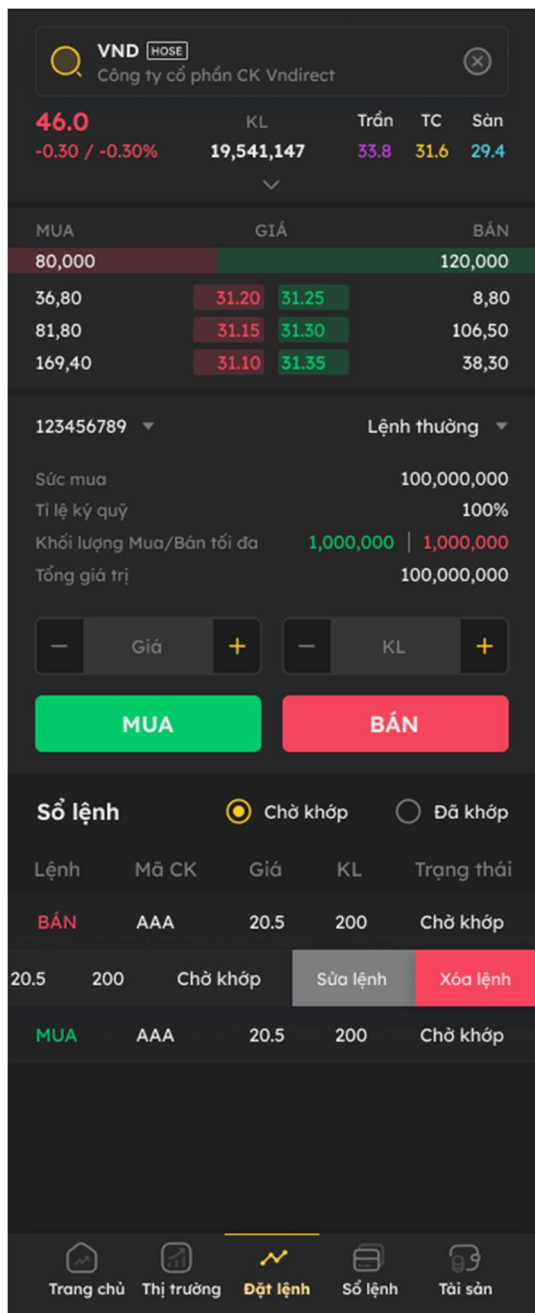 VND HOSE
Công ty cổ phần CK Vndirect
46.0 KL Trần TC Sàn
-0.30 / -0.30% 19,541,147 33.8 31.6 29.4
MUA GIÁ BÁN
80,000 120,000
36,80 31.20 31.25 8,80
81,80 31.15 31.30 106,50
169,40 31.10 31.35 38,30
123456789 Lệnh thường
Sức mua 100,000,000
Tỉ lệ ký quỹ 100%
Khối lượng Mua/Bán tối đa 1,000,000 | 1,000,000
Tổng giá trị 100,000,000
− Giá + − KL +
MUA BÁN
Sổ lệnh Chờ khớp Đã khớp
Lệnh Mã CK Giá KL Trạng thái
BÁN AAA 20.5 200 Chờ khớp
20.5 200 Chờ khớp Sửa lệnh Xóa lệnh
MUA AAA 20.5 200 Chờ khớp
Trang chủ Thị trường Đặt lệnh Sổ lệnh Tài sản